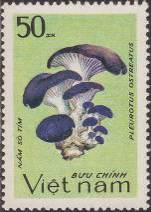 50 xu
PLEUROTUS OSTREATUS
NẤM SÒ TÍM
BƯU CHÍNH
Việt nam